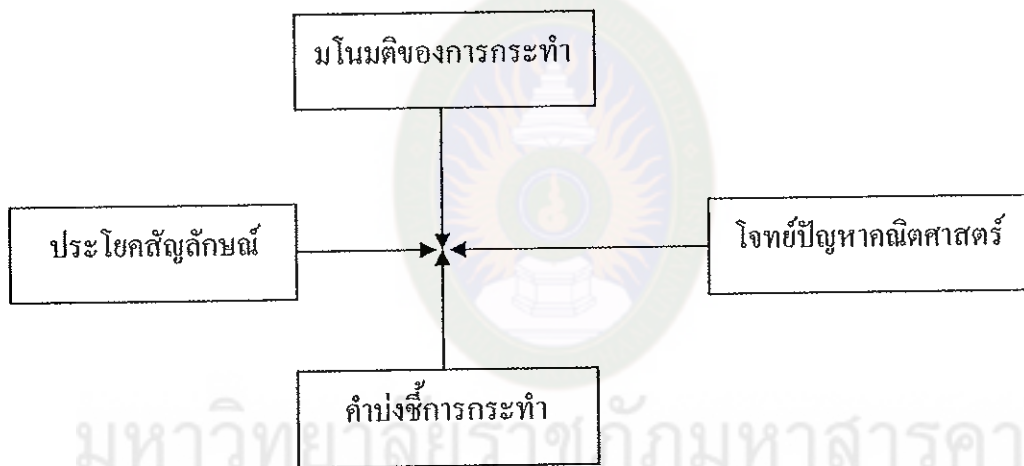 มโนมติของการกระทำ
ประโยคสัญลักษณ์
โจทย์ปัญหาคณิตศาสตร์
คำบ่งชี้การกระทำ
มหาวิทยาลัยราชภัฏมหาสารคา